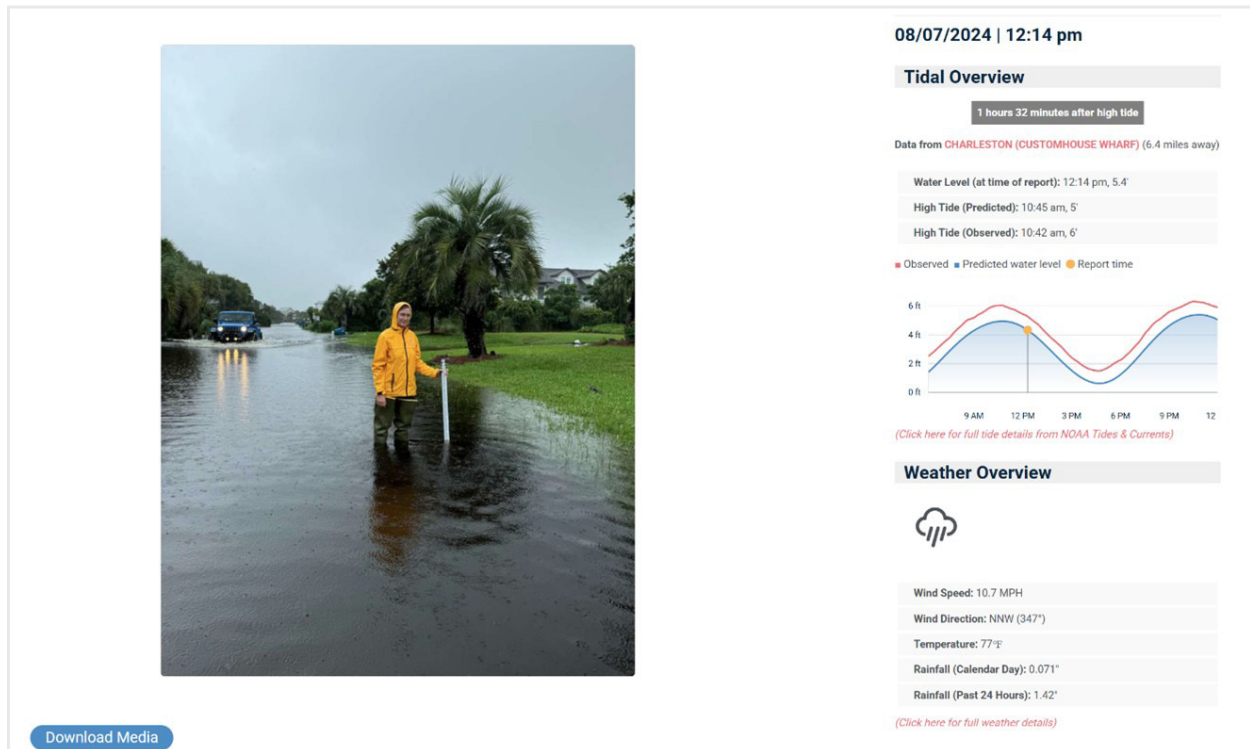 08/07/2024 | 12:14 pm
Tidal Overview
1 hours 32 minutes after high tide
Data from CHARLESTON (CUSTOMHOUSE WHARF) (6.4 miles away)
Water Level (at time of report): 12:14 pm, 5.4'
High Tide (Predicted): 10:45 am, 5'
High Tide (Observed): 10:42 am, 6'
Observed Predicted water level Report time
6 ft
4 ft
2 ft
0 ft
9 AM 12 PM 3 PM 6 PM 9 PM 12
(Click here for full tide details from NOAA Tides & Currents)
Weather Overview
Wind Speed: 10.7 MPH
Wind Direction: NNW (347°)
Temperature: 77°F
Rainfall (Calendar Day): 0.071"
Rainfall (Past 24 Hours): 1.42"
(Click here for full weather details)
Download Media